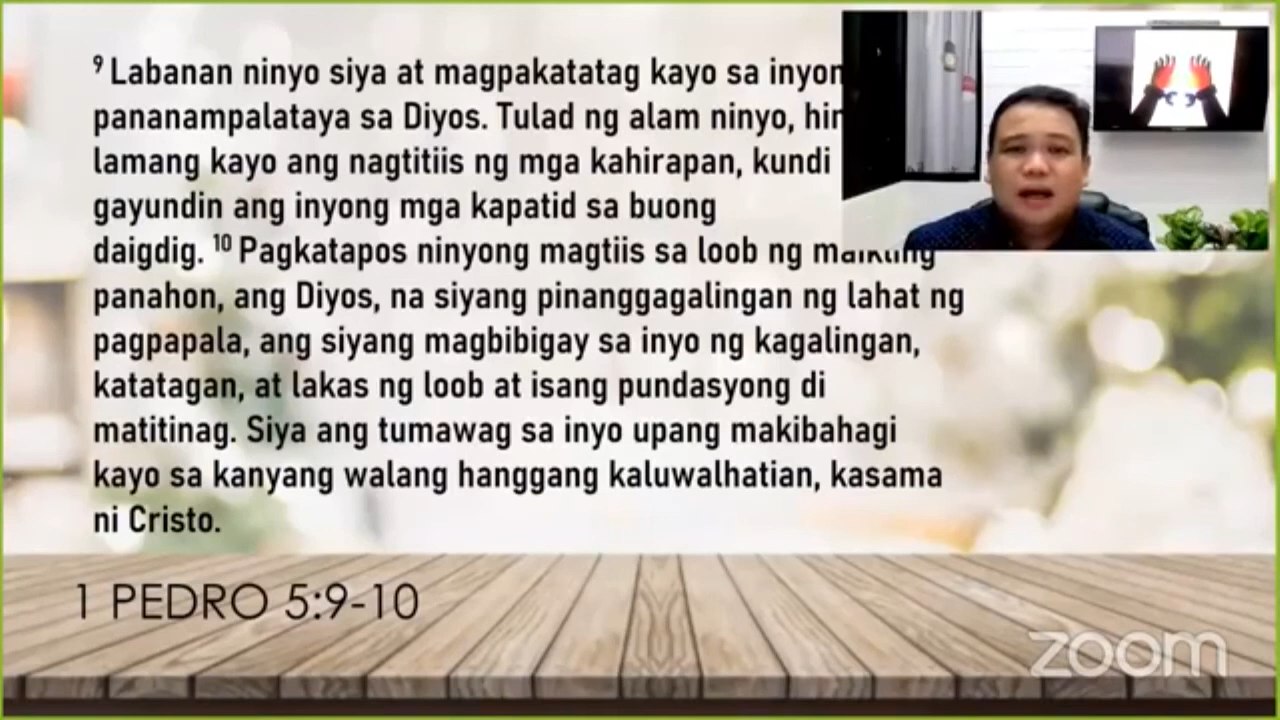 ⁹ Labanan ninyo siya at magpakatatag kayo sa
pananampalataya sa Diyos. Tulad ng alam ninyo,
lamang kayo ang nagtitiis ng mga kahirapan, kundi
gayundin ang inyong mga kapatid sa buong
daigdig. ¹⁰ Pagkatapos ninyong magtiis sa loob ng maikling
panahon, ang Diyos, na siyang pinanggagalingan ng lahat ng
pagpapala, ang siyang magbibigay sa inyo ng kagalingan,
katatagan, at lakas ng loob at isang pundasyong di
matitinag. Siya ang tumawag sa inyo upang makibahagi
kayo sa kanyang walang hanggang kaluwalhatian, kasama
ni Cristo.
1 PEDRO 5:9-10
zoom